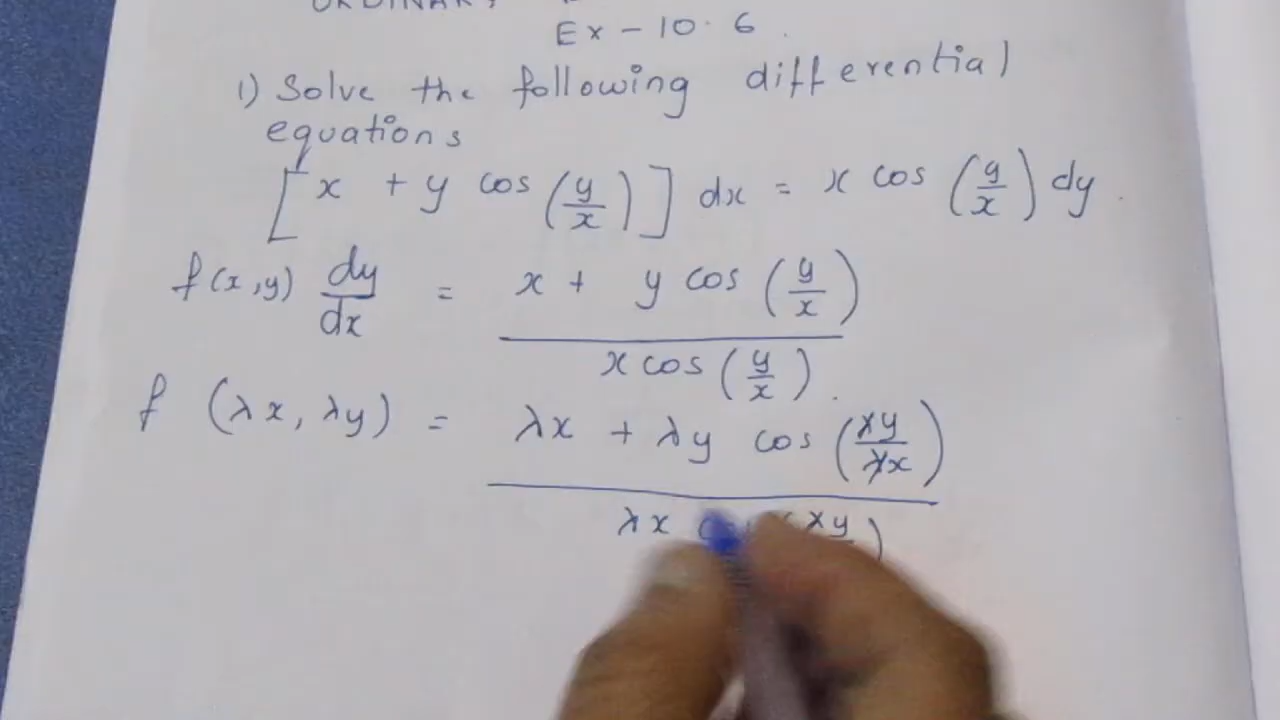 Ex - 10.6
1) Solve the following differential
equations
[x + y cos (y/x)] dx = x cos (y/x) dy.
f(x,y) dy/dx = x + y cos (y/x) / x cos (y/x).
f (λx, λy) = λx + λy cos (λy/λx)
λx λy